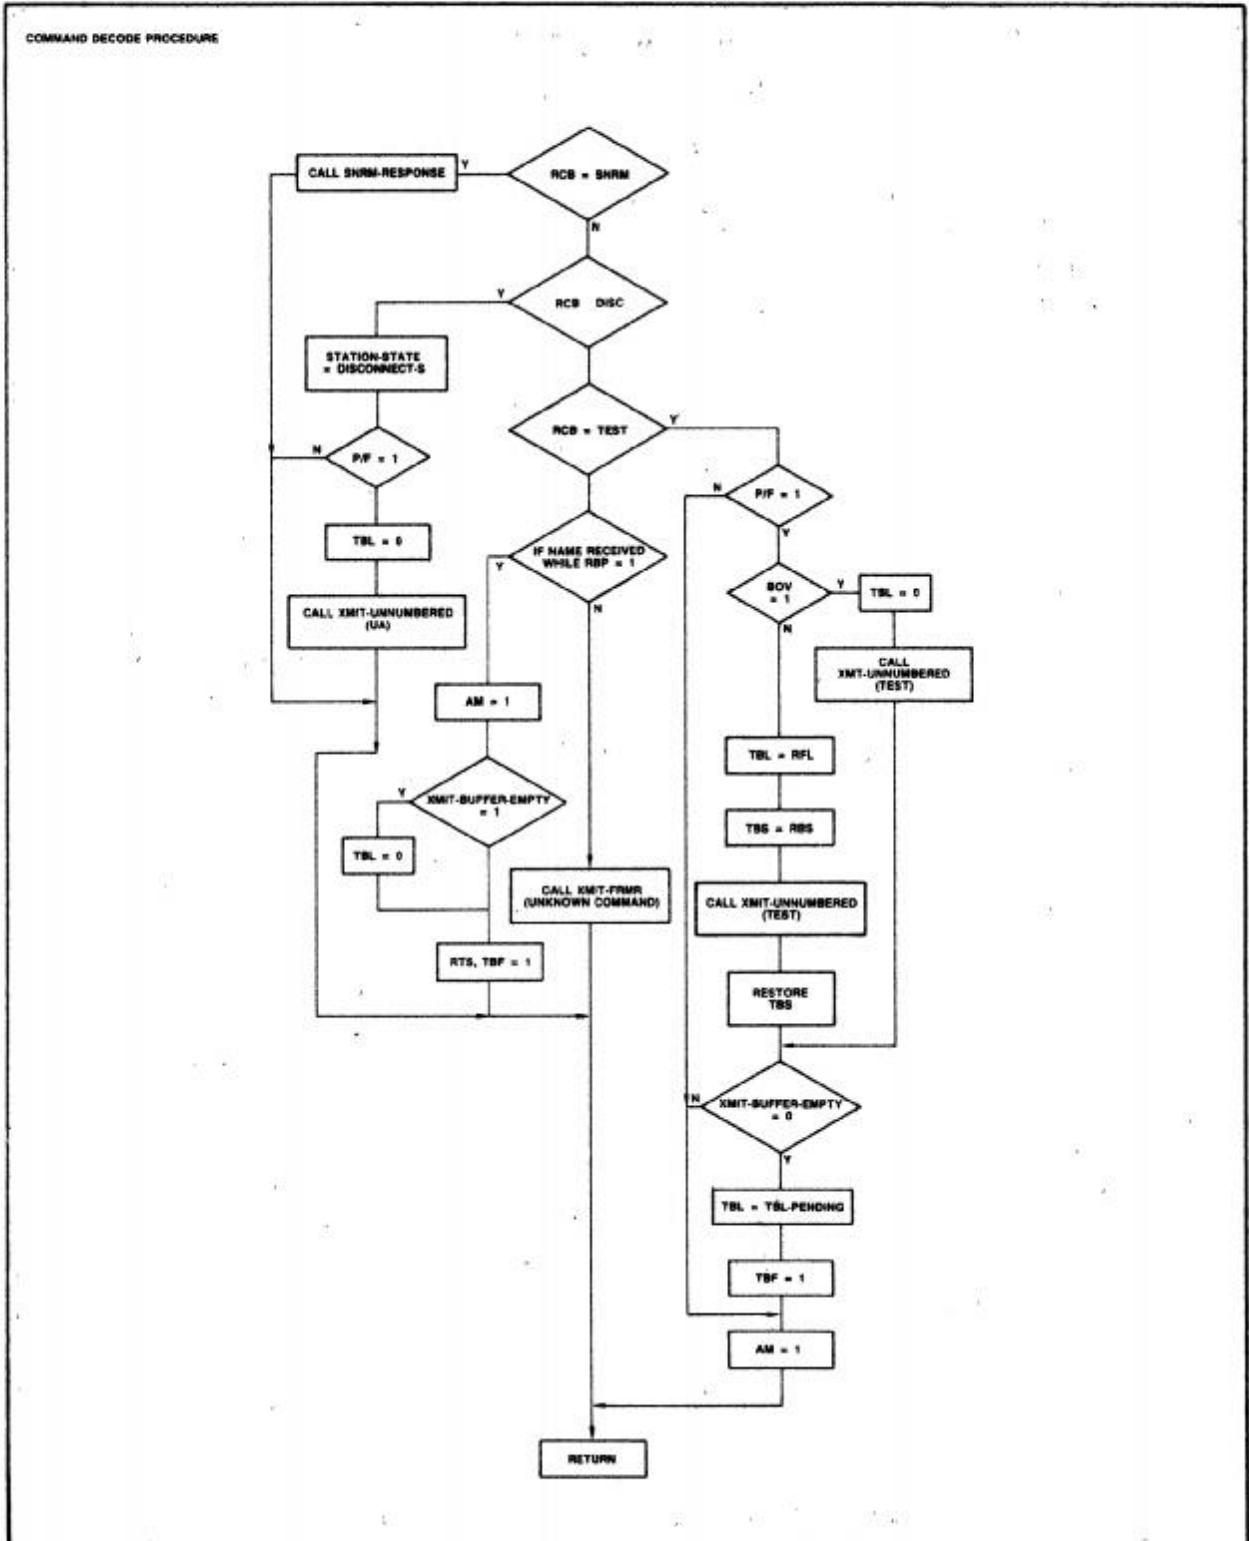 COMMAND DECODE PROCEDURE
CALL SNRM-RESPONSE
Y
RCB = SNRM
N
Y
RCB DISC
STATION-STATE
= DISCONNECT-S
RCB = TEST
Y
N
P/F = 1
N
P/F = 1
Y
TBL = 0
IF NAME RECEIVED
WHILE RBP = 1
Y
N
BOV
= 1
Y
TBL = 0
N
CALL XMIT-UNNUMBERED
(UA)
CALL
XMT-UNNUMBERED
(TEST)
AM = 1
TBL = RFL
Y
XMIT-BUFFER-EMPTY
= 1
TBS = RBS
TBL = 0
CALL XMIT-FRMR
(UNKNOWN COMMAND)
CALL XMIT-UNNUMBERED
(TEST)
RTS, TBF = 1
RESTORE
TBS
N
XMIT-BUFFER-EMPTY
= 0
Y
TBL = TBL-PENDING
TBF = 1
AM = 1
RETURN